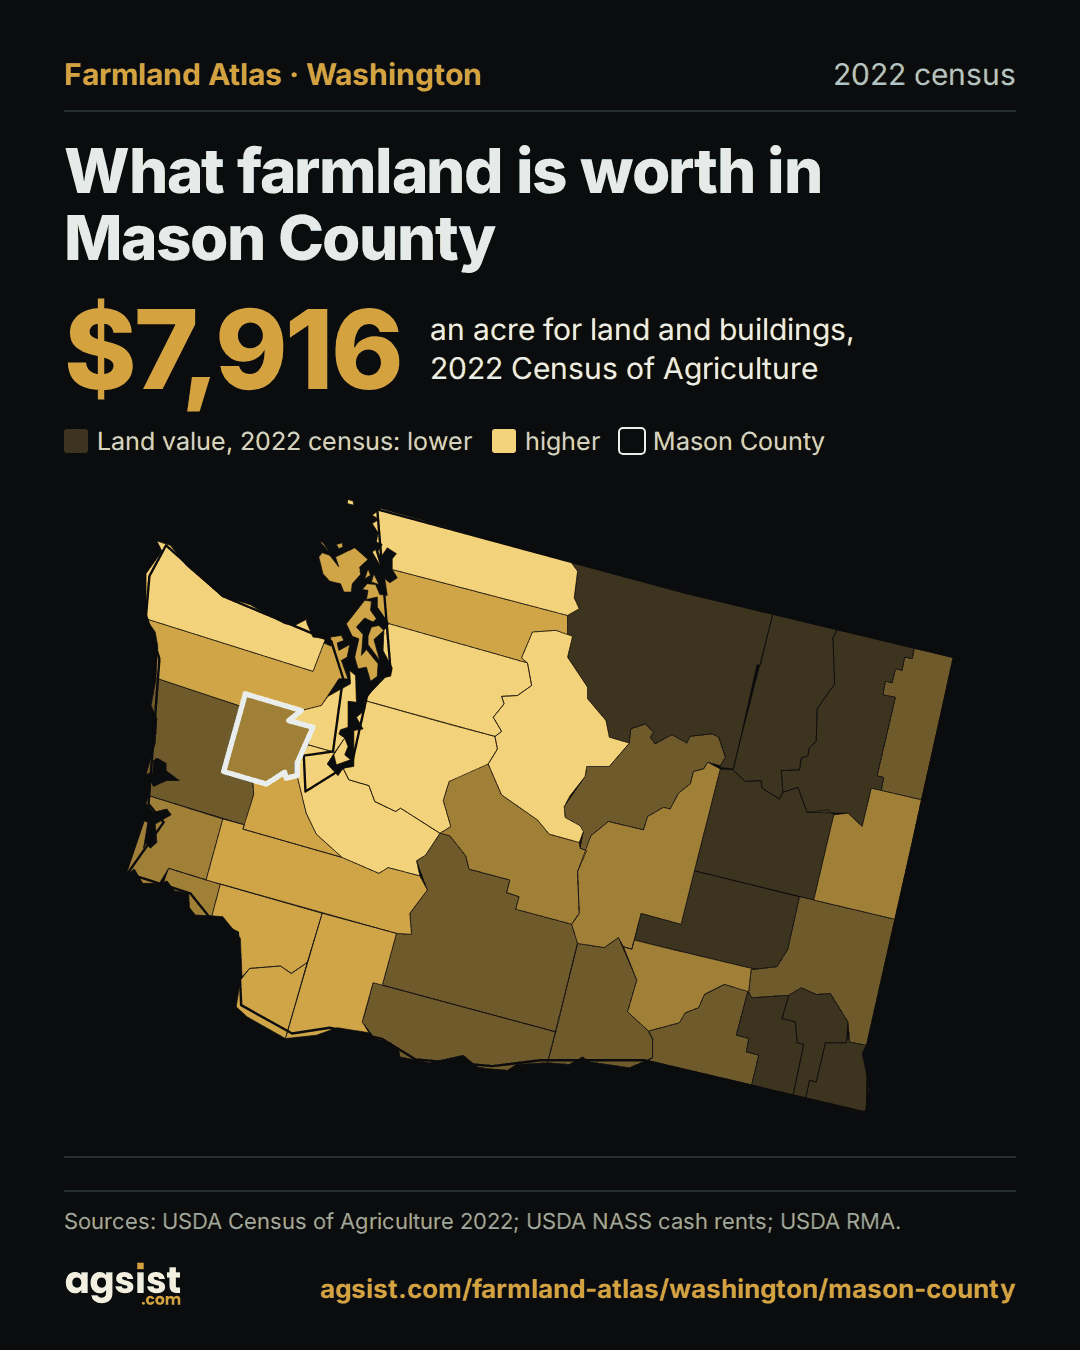 Farmland Atlas · Washington
2022 census
What farmland is worth in
Mason County
$7,916
an acre for land and buildings,
2022 Census of Agriculture
Land value, 2022 census: lower
higher
Mason County
Sources: USDA Census of Agriculture 2022; USDA NASS cash rents; USDA RMA.
agsist
.com
agsist.com/farmland-atlas/washington/mason-county